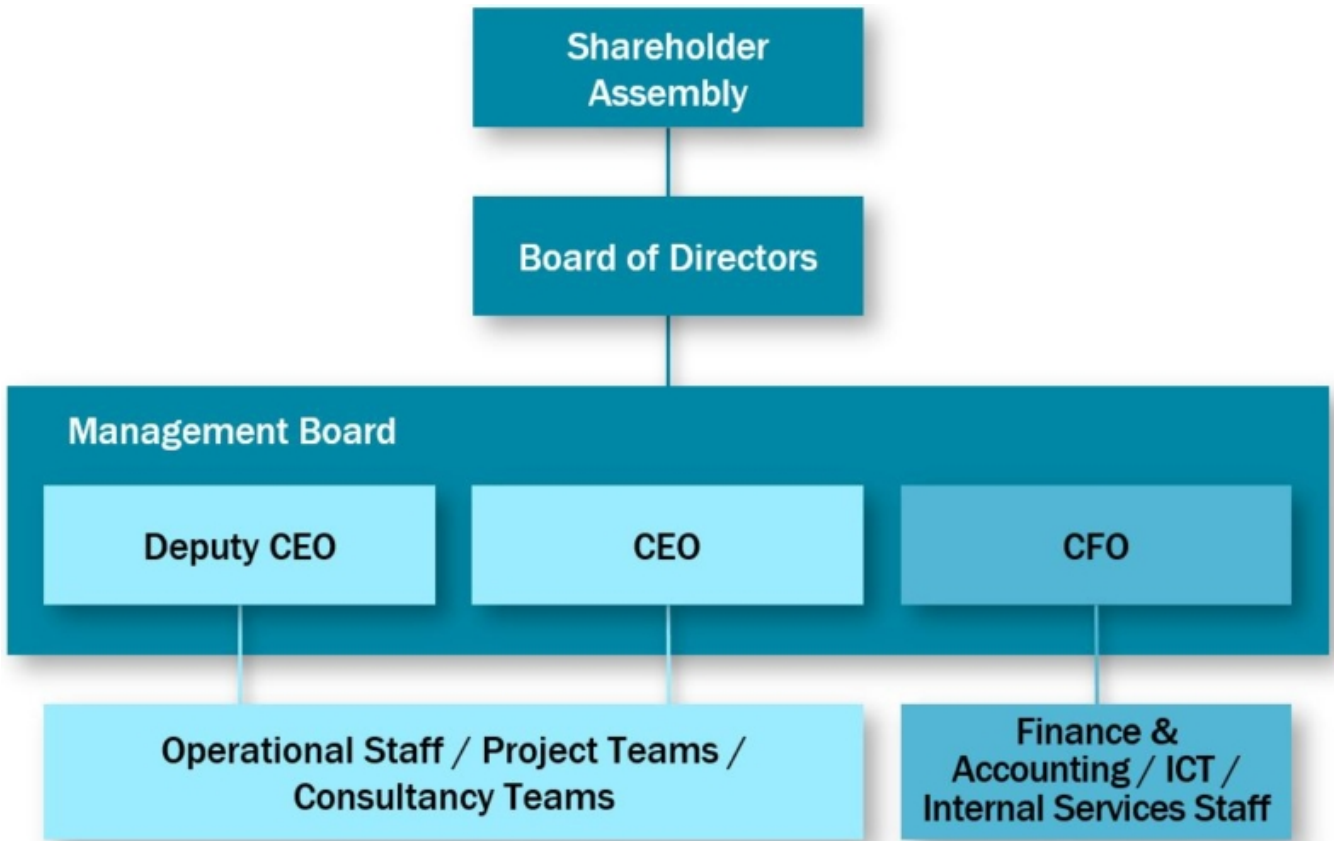 Shareholder
Assembly
Board of Directors
Management Board
Deputy CEO
CEO
CFO
Operational Staff / Project Teams /
Consultancy Teams
Finance &
Accounting / ICT /
Internal Services Staff